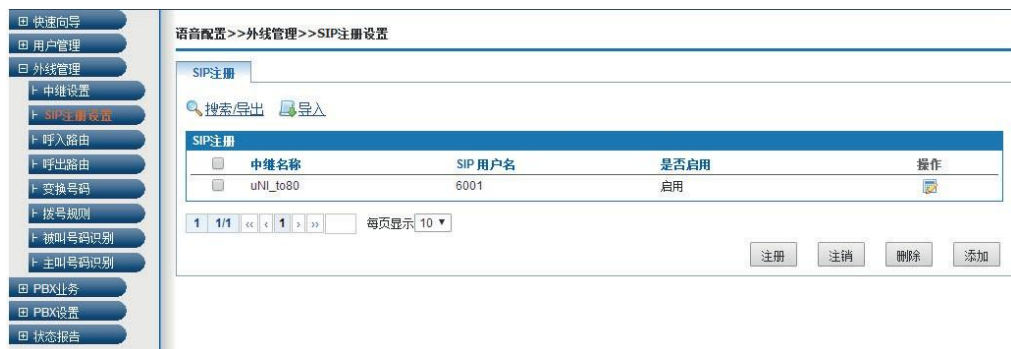 快速向导
用户管理
外线管理
中继设置
SIP注册设置
呼入路由
呼出路由
变换号码
拨号规则
被叫号码识别
主叫号码识别
PBX业务
PBX设置
状态报告
语音配置>>外线管理>>SIP注册设置
SIP注册
搜索/导出 导入
SIP注册
中继名称 SIP 用户名 是否启用 操作
uNI_to80 6001 启用
1 1/1 « ‹ 1 › » 每页显示 10
注册 注销 删除 添加